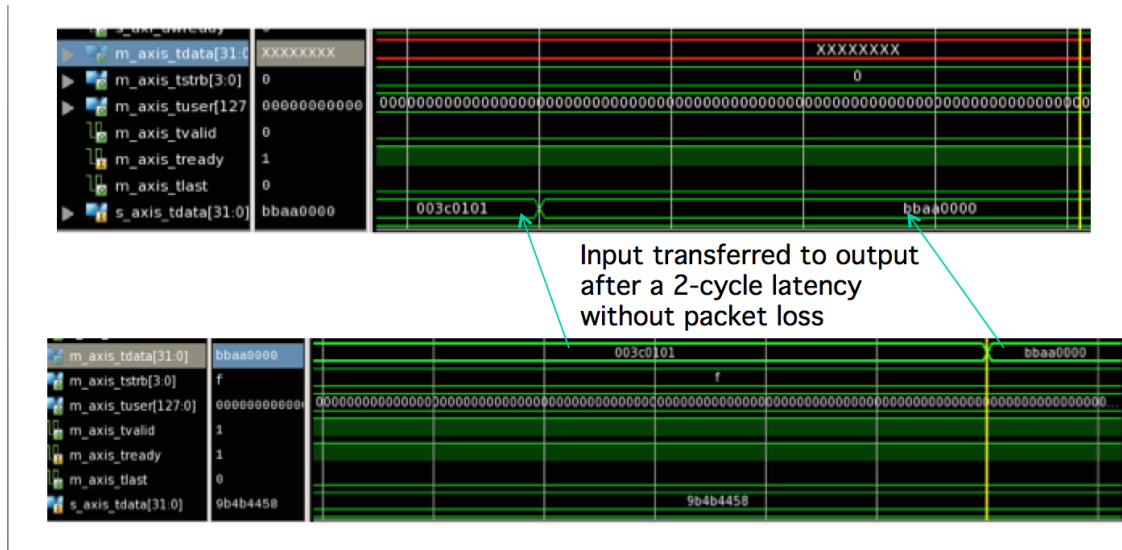 m_axis_tdata[31:0 XXXXXXXX XXXXXXXX
m_axis_tstrb[3:0] 0 0
m_axis_tuser[127 00000000000
m_axis_tvalid 0
m_axis_tready 1
m_axis_tlast 0
s_axis_tdata[31:0] bbaa0000 003c0101 bbaa0000
Input transferred to output
after a 2-cycle latency
without packet loss
m_axis_tdata[31:0] bbaa0000 003c0101 bbaa0000
m_axis_tstrb[3:0] f f
m_axis_tuser[127:0]
m_axis_tvalid 1
m_axis_tready 1
m_axis_tlast 0
s_axis_tdata[31:0] 9b4b4458 9b4b4458